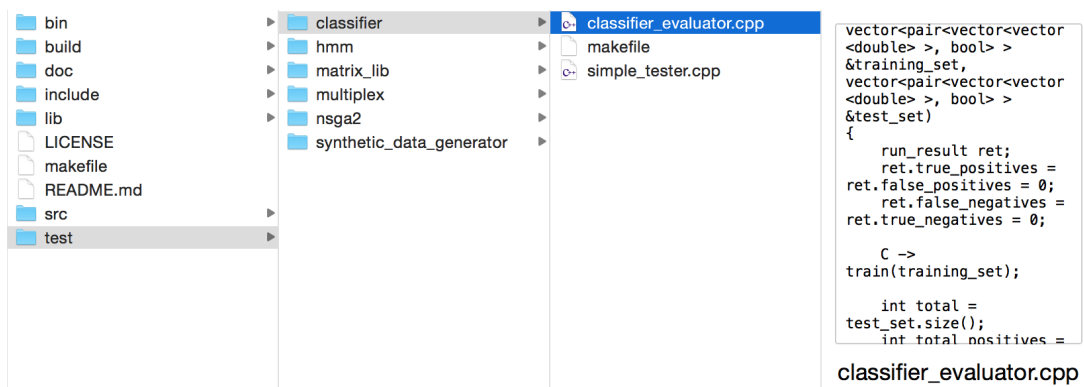 bin
build
doc
include
lib
LICENSE
makefile
README.md
src
test
classifier
hmm
matrix_lib
multiplex
nsga2
synthetic_data_generator
classifier_evaluator.cpp
makefile
simple_tester.cpp
vector<pair<vector<vector
<double> >, bool> >
&training_set,
vector<pair<vector<vector
<double> >, bool> >
&test_set)
{
    run_result ret;
    ret.true_positives =
ret.false_positives = 0;
    ret.false_negatives =
ret.true_negatives = 0;

    C ->
train(training_set);

    int total =
test_set.size();
    int total_positives =
classifier_evaluator.cpp